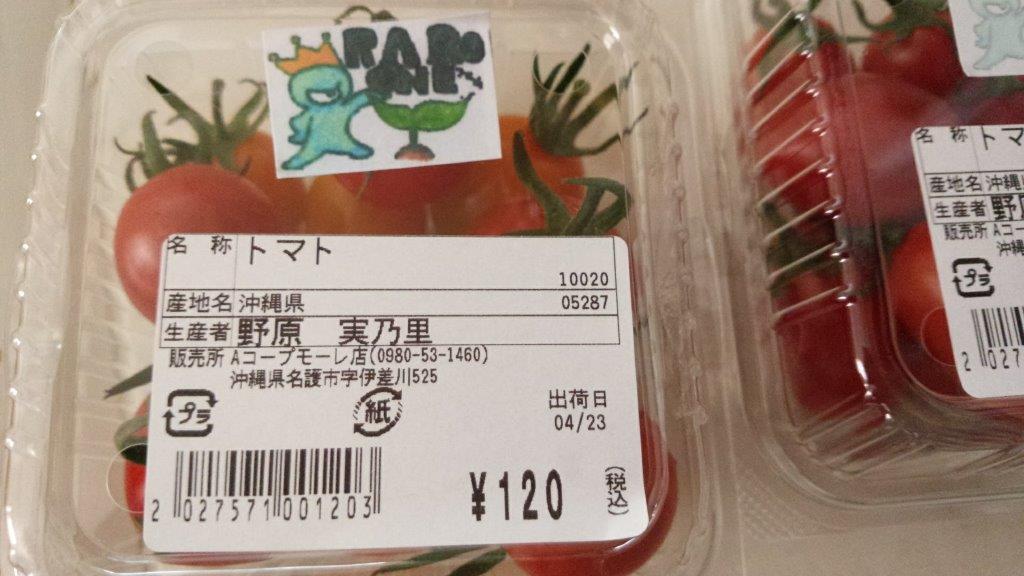 RAB
ONE
名 称 トマト
10020
産地名 沖縄県 05287
生産者 野原 実乃里
販売所 Aコープモーレ店(0980-53-1460)
沖縄県名護市字伊差川525
プラ 紙
出荷日
04/23
2 027571 001203
¥120 (税込)
名 称 トマ
産地名 沖縄
生産者 野原
販売所 Aコー
沖縄
プラ
2 027